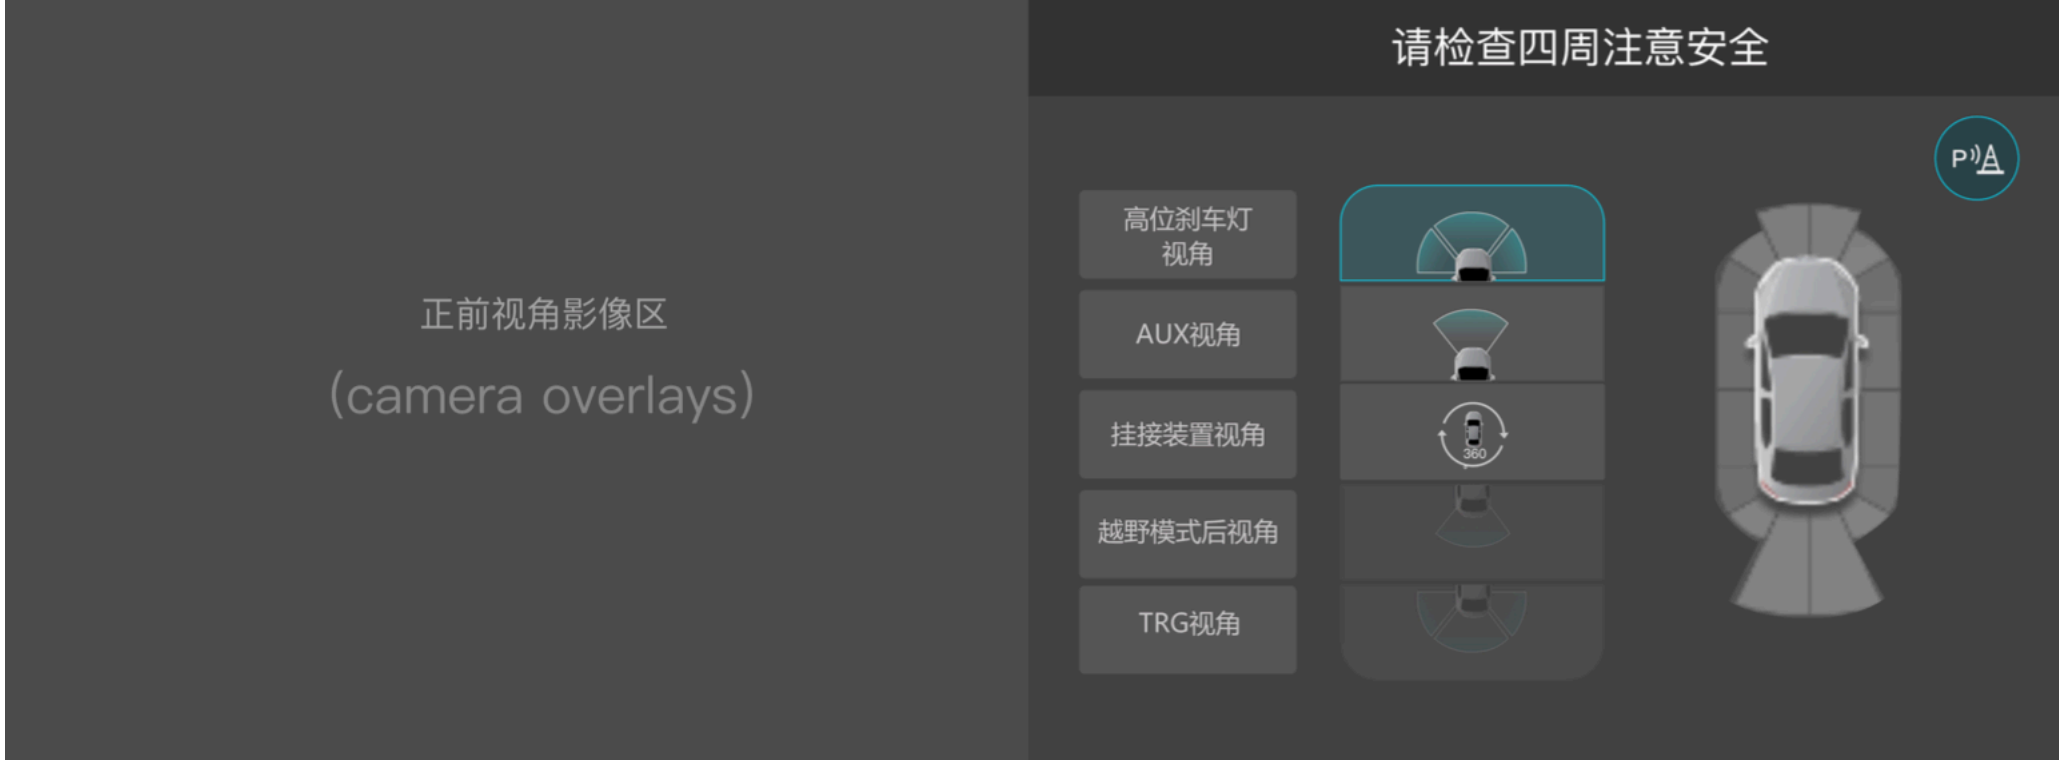 请检查四周注意安全
P
正前视角影像区
(camera overlays)
高位刹车灯
视角
AUX视角
挂接装置视角
越野模式后视角
TRG视角
360